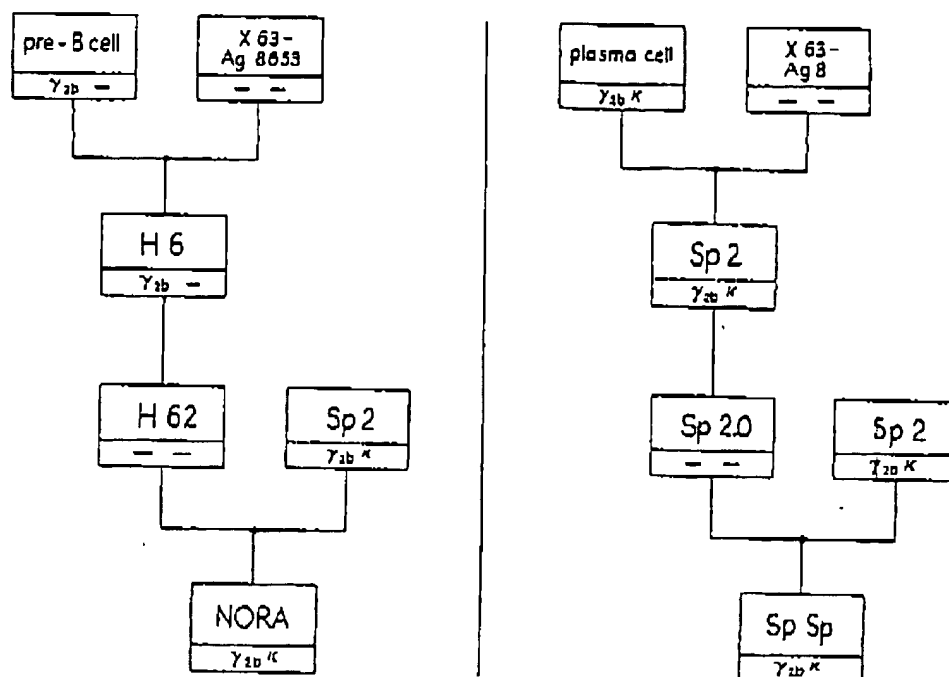 pre-B cell
γ2b –
X 63-
Ag 8653
– –
H 6
γ2b –
H 62
– –
Sp 2
γ2b κ
NORA
γ2b κ
plasma cell
γ2b κ
X 63-
Ag 8
– –
Sp 2
γ2b κ
Sp 2.0
– –
Sp 2
γ2b κ
Sp Sp
γ2b κ